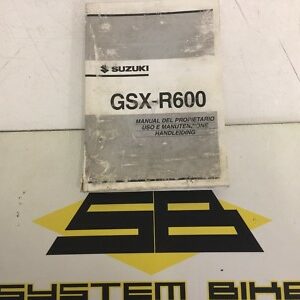 SUZUKI
GSX-R600
MANUAL DEL PROPIETARIO
USO E MANUTENZIONE
HANDLEIDING
SB
SYSTEM BIKE